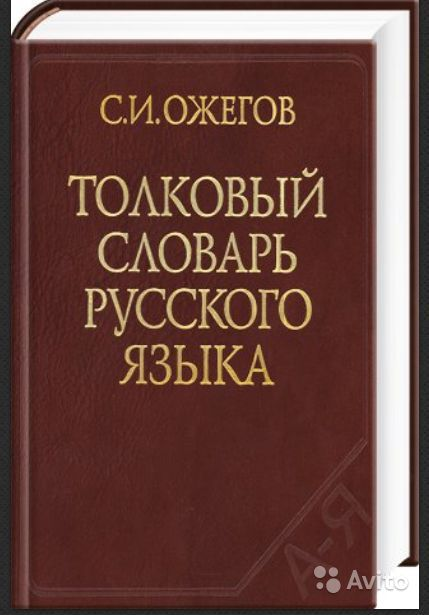 С.И.ОЖЕГОВ
ТОЛКОВЫЙ
СЛОВАРЬ
РУССКОГО
ЯЗЫКА
А-Я
Avito